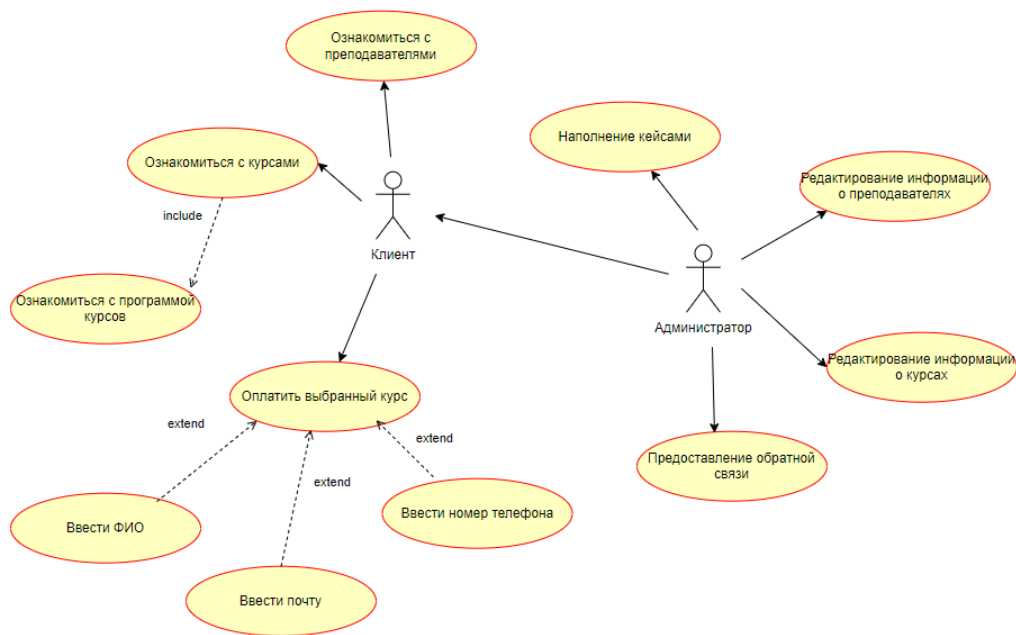 Ознакомиться с
преподавателями
Наполнение кейсами
Ознакомиться с курсами
Редактирование информации
о преподавателях
include
Клиент
Ознакомиться с программой
курсов
Администратор
Редактирование информации
о курсах
Оплатить выбранный курс
extend
extend
extend
Предоставление обратной
связи
Ввести номер телефона
Ввести ФИО
Ввести почту